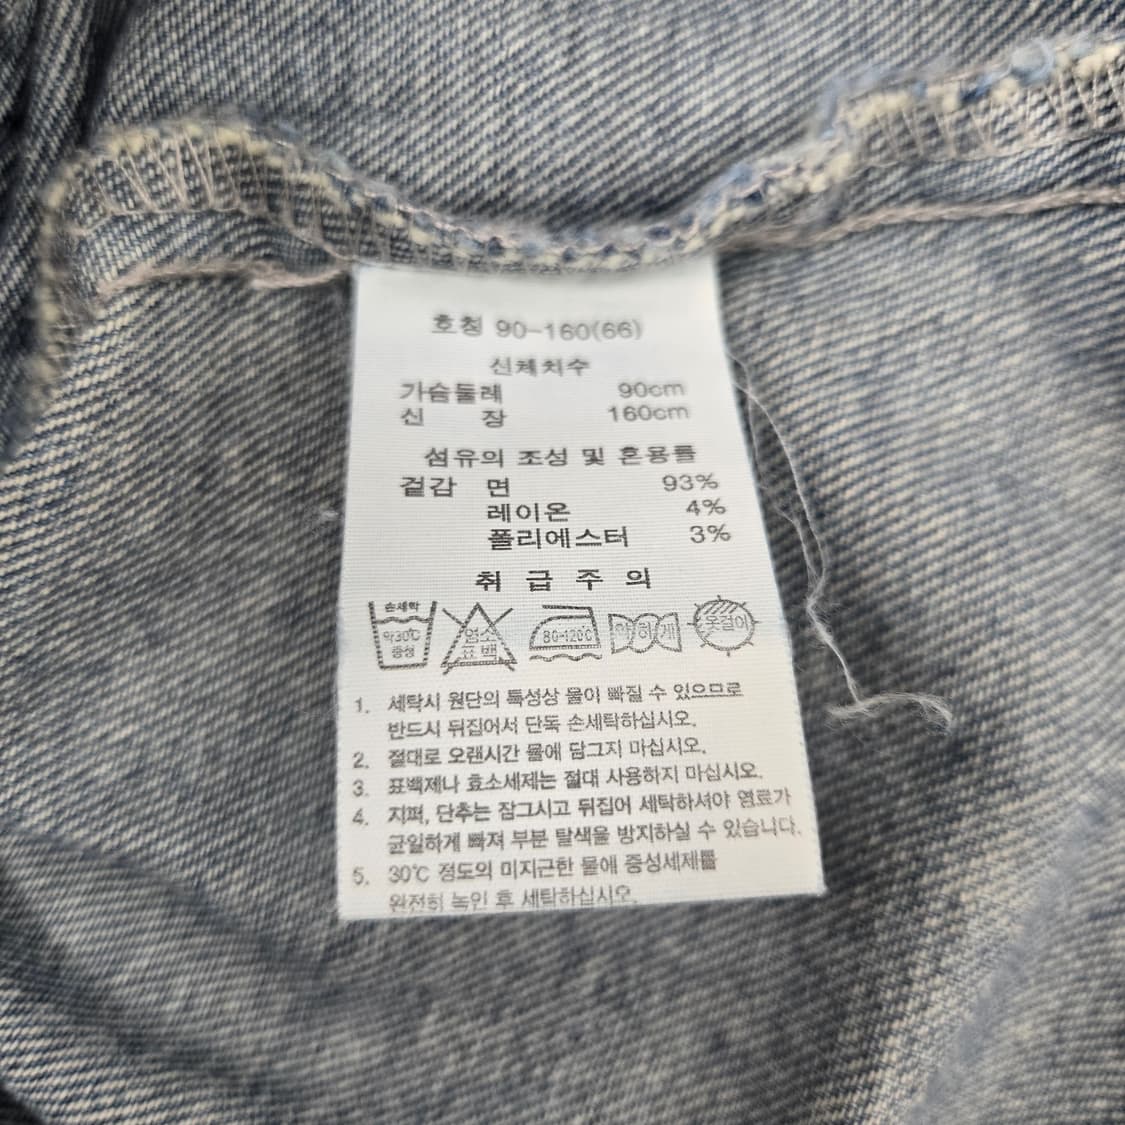 호칭 90-160(66)
신체치수
가슴둘레 90cm
신 장 160cm
섬유의 조성 및 혼용률
겉감 면 93%
레이온 4%
폴리에스터 3%
취 급 주 의
손세탁
약30℃
중성
염소
표백
80-120℃
약하게
옷걸이
1. 세탁시 원단의 특성상 물이 빠질 수 있으므로
반드시 뒤집어서 단독 손세탁하십시오.
2. 절대로 오랜시간 물에 담그지 마십시오.
3. 표백제나 효소세제는 절대 사용하지 마십시오.
4. 지퍼, 단추는 잠그시고 뒤집어 세탁하셔야 염료가
균일하게 빠져 부분 탈색을 방지하실 수 있습니다.
5. 30℃ 정도의 미지근한 물에 중성세제를
완전히 녹인 후 세탁하십시오.